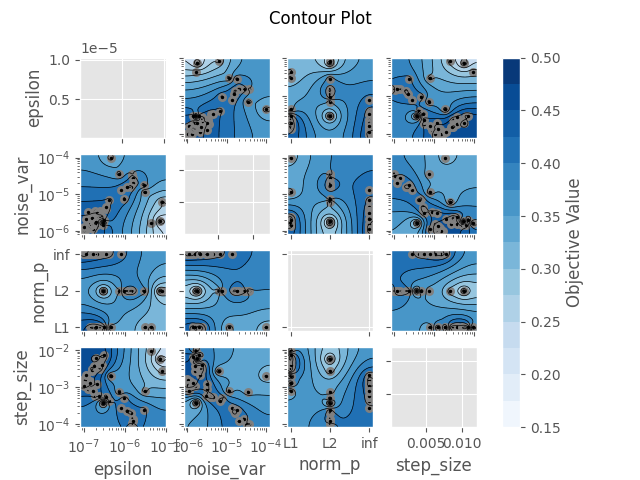 Contour Plot
1e−5
1.0
0.5
epsilon
10−4
10−5
10−6
noise_var
inf
L2
L1
norm_p
10−2
10−3
10−4
step_size
10−7 10−6
epsilon
10−6 10−5 10−4
noise_var
L1 L2 inf
norm_p
0.005 0.010
step_size
0.50
0.45
0.40
0.35
0.30
0.25
0.20
0.15
Objective Value